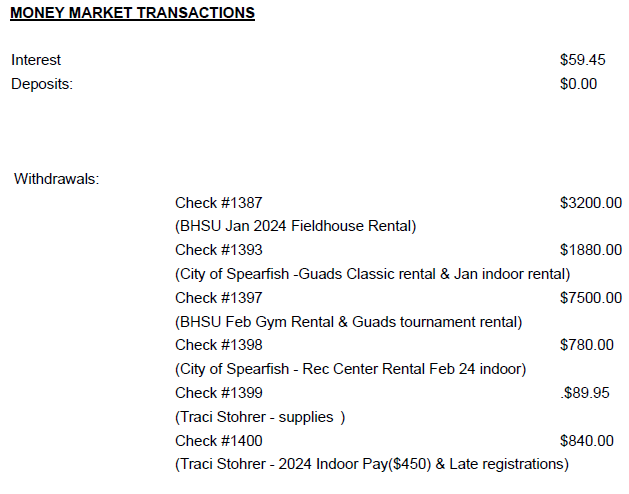 MONEY MARKET TRANSACTIONS
Interest $59.45
Deposits: $0.00
Withdrawals:
Check #1387 $3200.00
(BHSU Jan 2024 Fieldhouse Rental)
Check #1393 $1880.00
(City of Spearfish -Guads Classic rental & Jan indoor rental)
Check #1397 $7500.00
(BHSU Feb Gym Rental & Guads tournament rental)
Check #1398 $780.00
(City of Spearfish - Rec Center Rental Feb 24 indoor)
Check #1399 .$89.95
(Traci Stohrer - supplies )
Check #1400 $840.00
(Traci Stohrer - 2024 Indoor Pay($450) & Late registrations)